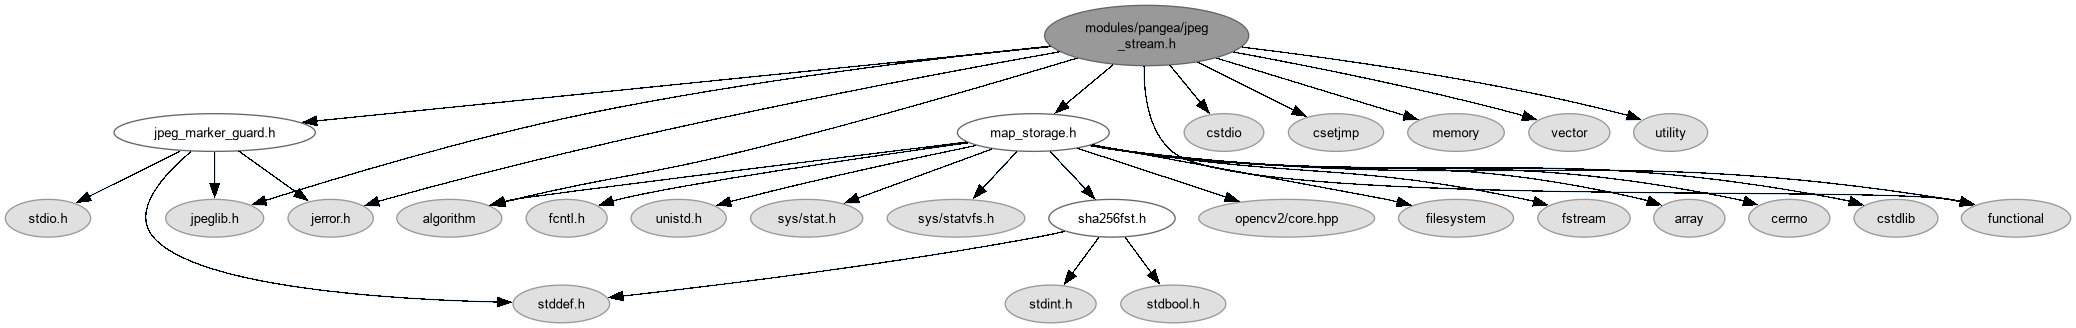 modules/pangea/jpeg
_stream.h
jpeg_marker_guard.h
map_storage.h
cstdio
csetjmp
memory
vector
utility
stdio.h
jpeglib.h
jerror.h
algorithm
fcntl.h
unistd.h
sys/stat.h
sys/statvfs.h
sha256fst.h
opencv2/core.hpp
filesystem
fstream
array
cerrno
cstdlib
functional
stddef.h
stdint.h
stdbool.h